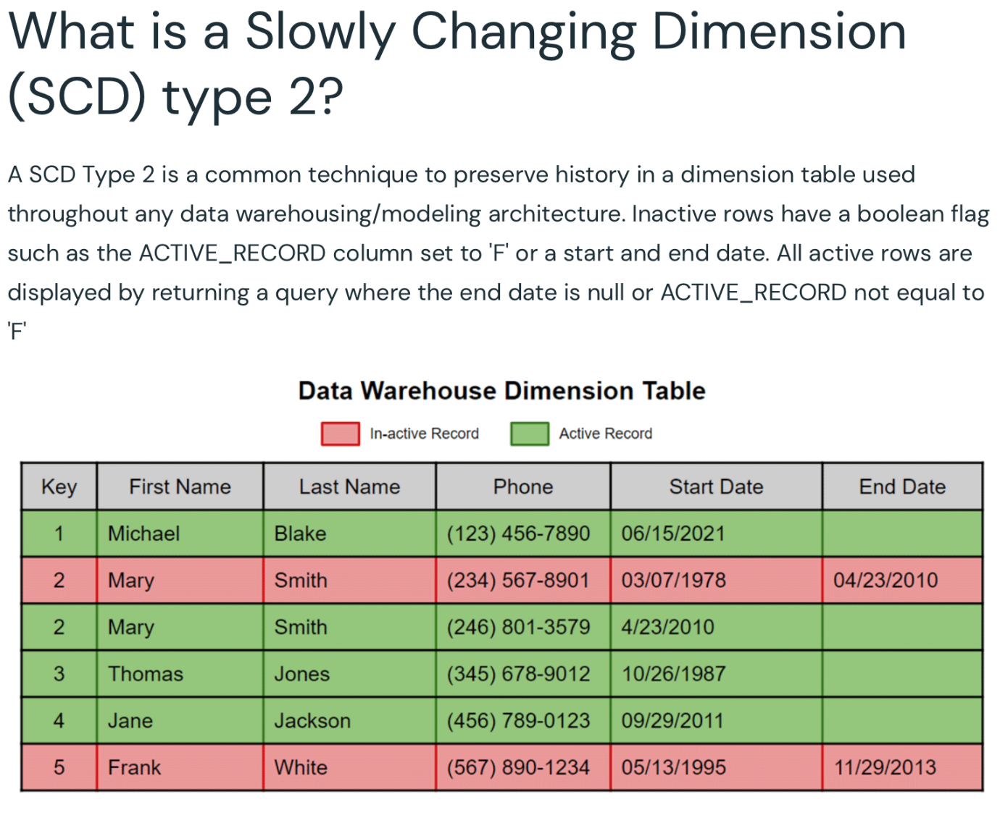 What is a Slowly Changing Dimension
(SCD) type 2?
A SCD Type 2 is a common technique to preserve history in a dimension table used
throughout any data warehousing/modeling architecture. Inactive rows have a boolean flag
such as the ACTIVE_RECORD column set to 'F' or a start and end date. All active rows are
displayed by returning a query where the end date is null or ACTIVE_RECORD not equal to
'F'
Data Warehouse Dimension Table
In-active Record Active Record
Key First Name Last Name Phone Start Date End Date
1 Michael Blake (123) 456-7890 06/15/2021
2 Mary Smith (234) 567-8901 03/07/1978 04/23/2010
2 Mary Smith (246) 801-3579 4/23/2010
3 Thomas Jones (345) 678-9012 10/26/1987
4 Jane Jackson (456) 789-0123 09/29/2011
5 Frank White (567) 890-1234 05/13/1995 11/29/2013